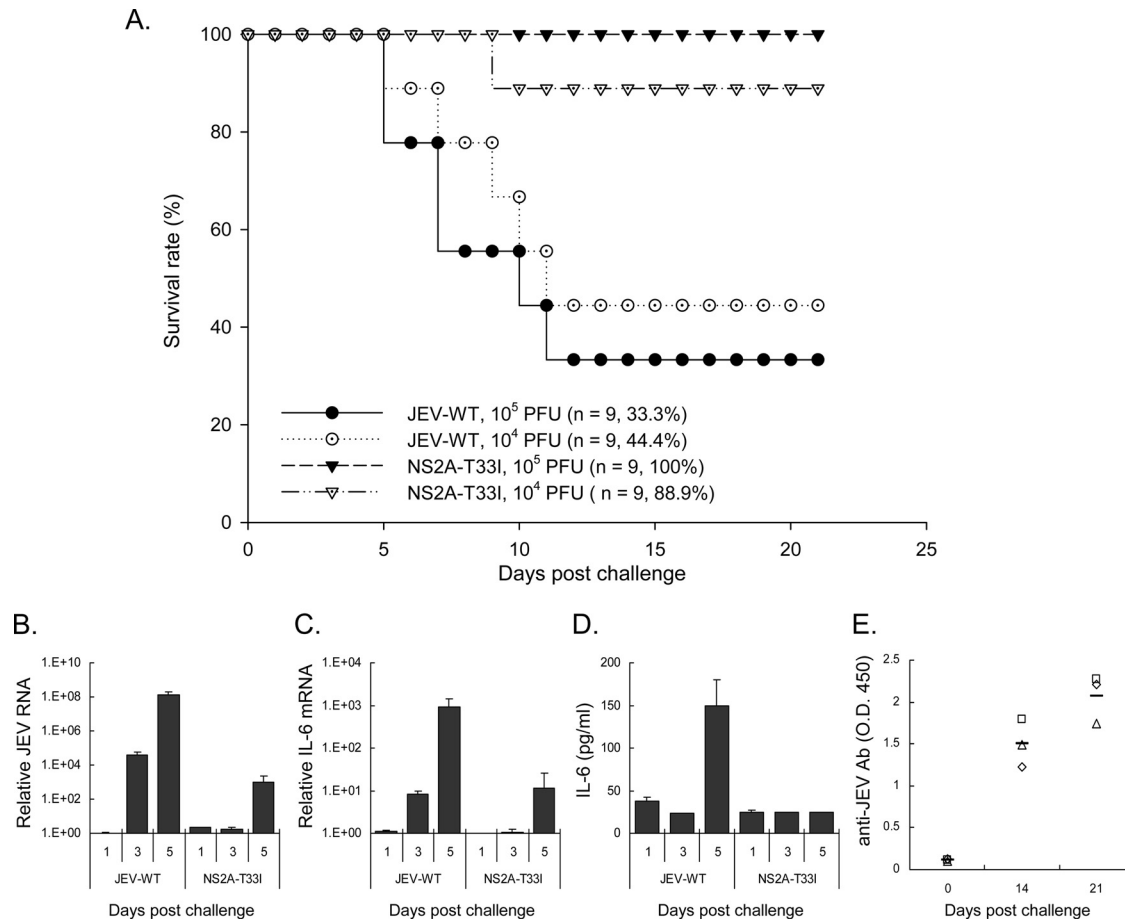 A.
100
80
60
40
20
0
Survival rate (%)
JEV-WT, 10⁵ PFU (n = 9, 33.3%)
JEV-WT, 10⁴ PFU (n = 9, 44.4%)
NS2A-T33I, 10⁵ PFU (n = 9, 100%)
NS2A-T33I, 10⁴ PFU ( n = 9, 88.9%)
0 5 10 15 20 25
Days post challenge
B.
Relative JEV RNA
1.E+10
1.E+08
1.E+06
1.E+04
1.E+02
1.E+00
1 3 5 1 3 5
JEV-WT NS2A-T33I
Days post challenge
C.
Relative IL-6 mRNA
1.E+04
1.E+03
1.E+02
1.E+01
1.E+00
1 3 5 1 3 5
JEV-WT NS2A-T33I
Days post challenge
D.
IL-6 (pg/ml)
200
150
100
50
0
1 3 5 1 3 5
JEV-WT NS2A-T33I
Days post challenge
E.
anti-JEV Ab (O.D. 450)
2.5
2
1.5
1
0.5
0
0 14 21
Days post challenge